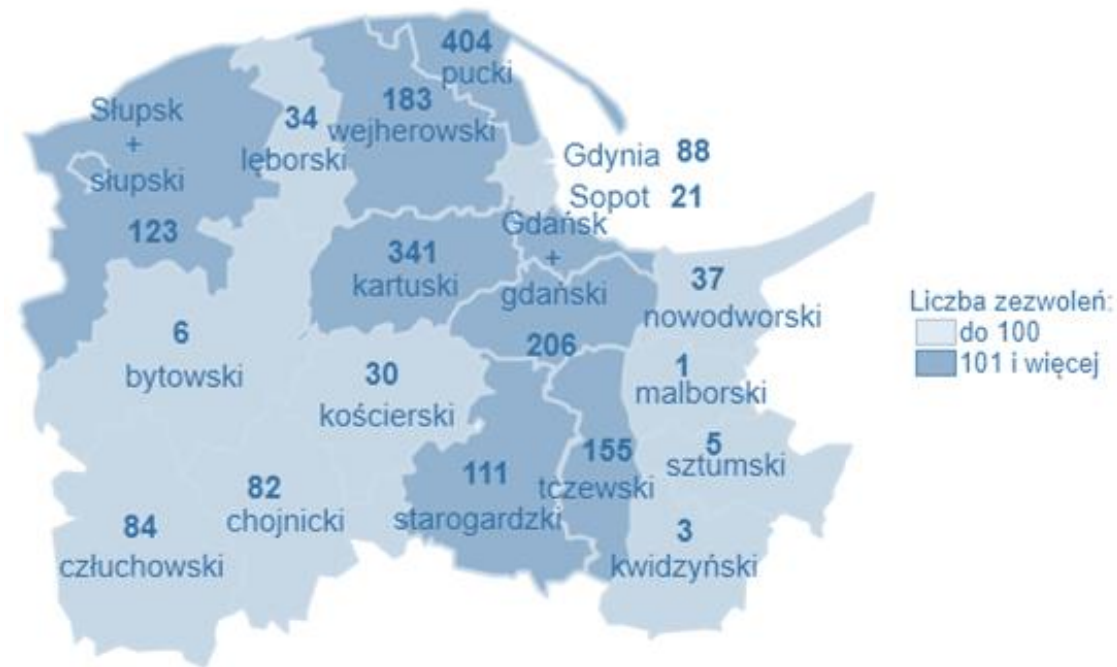 404
pucki
183
wejherowski
34
lęborski
Słupsk
+
słupski
123
Gdynia 88
Sopot 21
Gdańsk
+
gdański
206
341
kartuski
37
nowodworski
6
bytowski
30
kościerski
1
malborski
5
sztumski
111
starogardzki
155
tczewski
82
chojnicki
84
człuchowski
3
kwidzyński
Liczba zezwoleń:
do 100
101 i więcej